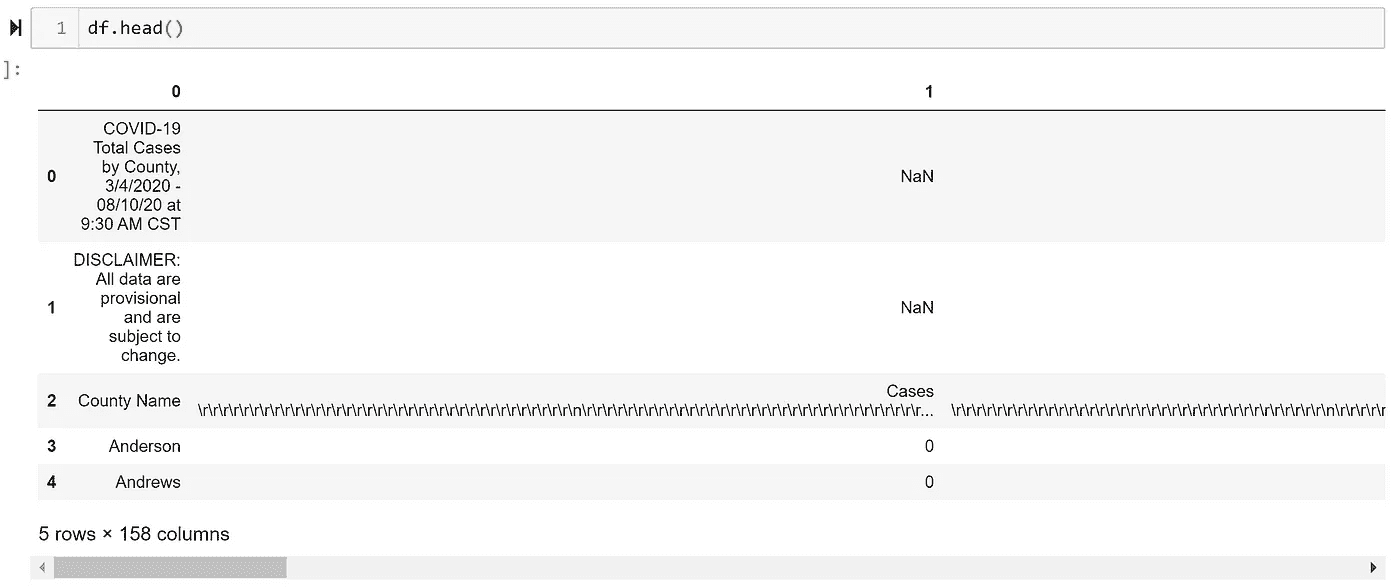 1 df.head()
]:
0 1
COVID-19
Total Cases
by County,
3/4/2020 -
08/10/20 at
9:30 AM CST
0 NaN
DISCLAIMER:
All data are
provisional
and are
subject to
change.
1 NaN
2 County Name Cases
\r\r\r\r\r\r\r\r\r\r\r\r\r\r\r\r\r\r\r\r\r\r\r\r\r\r\r\r\r\r\r\r\r\r\r\r\n\r\r\r\r\r\r\r\r\r\r\r\r\r\r\r\r\r\r\r\r\r\r\r\r\r\r\r\r\r\r\r\r... \r\r\r\r\r\r\r\r\r\r\r\r\r\r\r\r\r\r\r\r\r\r\r\r\r\r\r\r\r\r\r\r\r\r\r\r\n\r\r\r\r
3 Anderson 0
4 Andrews 0
5 rows × 158 columns